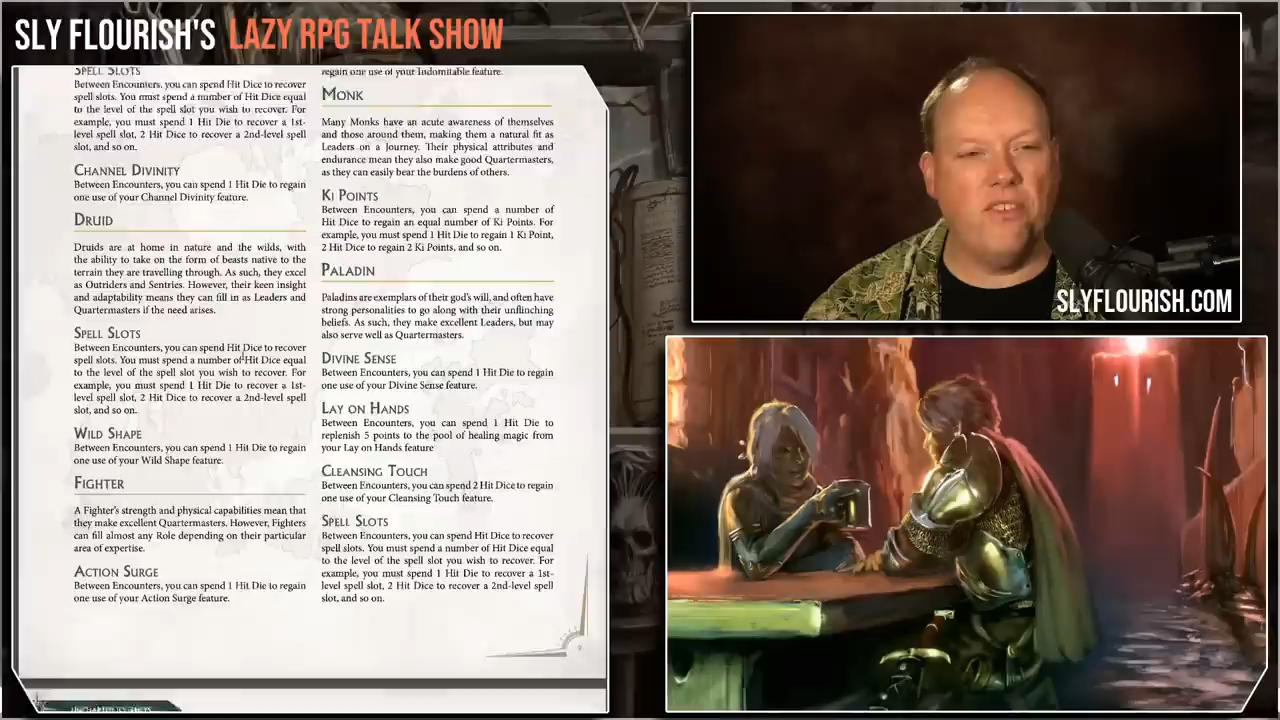 SLY FLOURISH'S LAZY RPG TALK SHOW
SPELL SLOTS
Between Encounters, you can spend Hit Dice to recover
spell slots. You must spend a number of Hit Dice equal
to the level of the spell slot you wish to recover. For
example, you must spend 1 Hit Die to recover a 1st-
level spell slot, 2 Hit Dice to recover a 2nd-level spell
slot, and so on.
CHANNEL DIVINITY
Between Encounters, you can spend 1 Hit Die to regain
one use of your Channel Divinity feature.
DRUID
Druids are at home in nature and the wilds, with
the ability to take on the form of beasts native to the
terrain they are travelling through. As such, they excel
as Outriders and Sentries. However, their keen insight
and adaptability means they can fill in as Leaders and
Quartermasters if the need arises.
SPELL SLOTS
Between Encounters, you can spend Hit Dice to recover
spell slots. You must spend a number of Hit Dice equal
to the level of the spell slot you wish to recover. For
example, you must spend 1 Hit Die to recover a 1st-
level spell slot, 2 Hit Dice to recover a 2nd-level spell
slot, and so on.
WILD SHAPE
Between Encounters, you can spend 1 Hit Die to regain
one use of your Wild Shape feature.
FIGHTER
A Fighter's strength and physical capabilities mean that
they make excellent Quartermasters. However, Fighters
can fill almost any Role depending on their particular
area of expertise.
ACTION SURGE
Between Encounters, you can spend 1 Hit Die to regain
one use of your Action Surge feature.
regain one use of your Indomitable feature.
MONK
Many Monks have an acute awareness of themselves
and those around them, making them a natural fit as
Leaders on a Journey. Their physical attributes and
endurance mean they also make good Quartermasters,
as they can easily bear the burdens of others.
KI POINTS
Between Encounters, you can spend a number of
Hit Dice to regain an equal number of Ki Points. For
example, you must spend 1 Hit Die to regain 1 Ki Point,
2 Hit Dice to regain 2 Ki Points, and so on.
PALADIN
Paladins are exemplars of their god's will, and often have
strong personalities to go along with their unflinching
beliefs. As such, they make excellent Leaders, but may
also serve well as Quartermasters.
DIVINE SENSE
Between Encounters, you can spend 1 Hit Die to regain
one use of your Divine Sense feature.
LAY ON HANDS
Between Encounters, you can spend 1 Hit Die to
replenish 5 points to the pool of healing magic from
your Lay on Hands feature
CLEANSING TOUCH
Between Encounters, you can spend 2 Hit Dice to regain
one use of your Cleansing Touch feature.
SPELL SLOTS
Between Encounters, you can spend Hit Dice to recover
spell slots. You must spend a number of Hit Dice equal
to the level of the spell slot you wish to recover. For
example, you must spend 1 Hit Die to recover a 1st-
level spell slot, 2 Hit Dice to recover a 2nd-level spell
slot, and so on.
SLYFLOURISH.COM